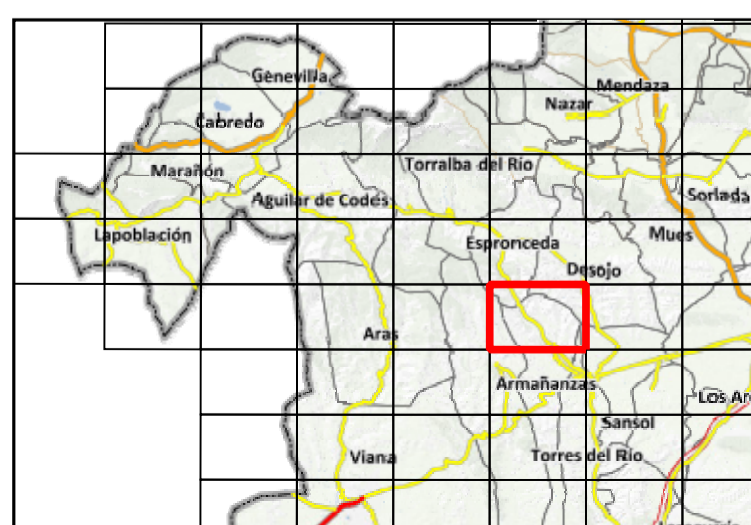 Genevilla
Mendaza
Nazar
Cabredo
Torralba del Río
Marañón
Sorlada
Aguilar de Codés
Lapoblación
Mues
Espronceda
Desojo
Aras
Armañanzas
Los Ar
Sansol
Viana
Torres del Río